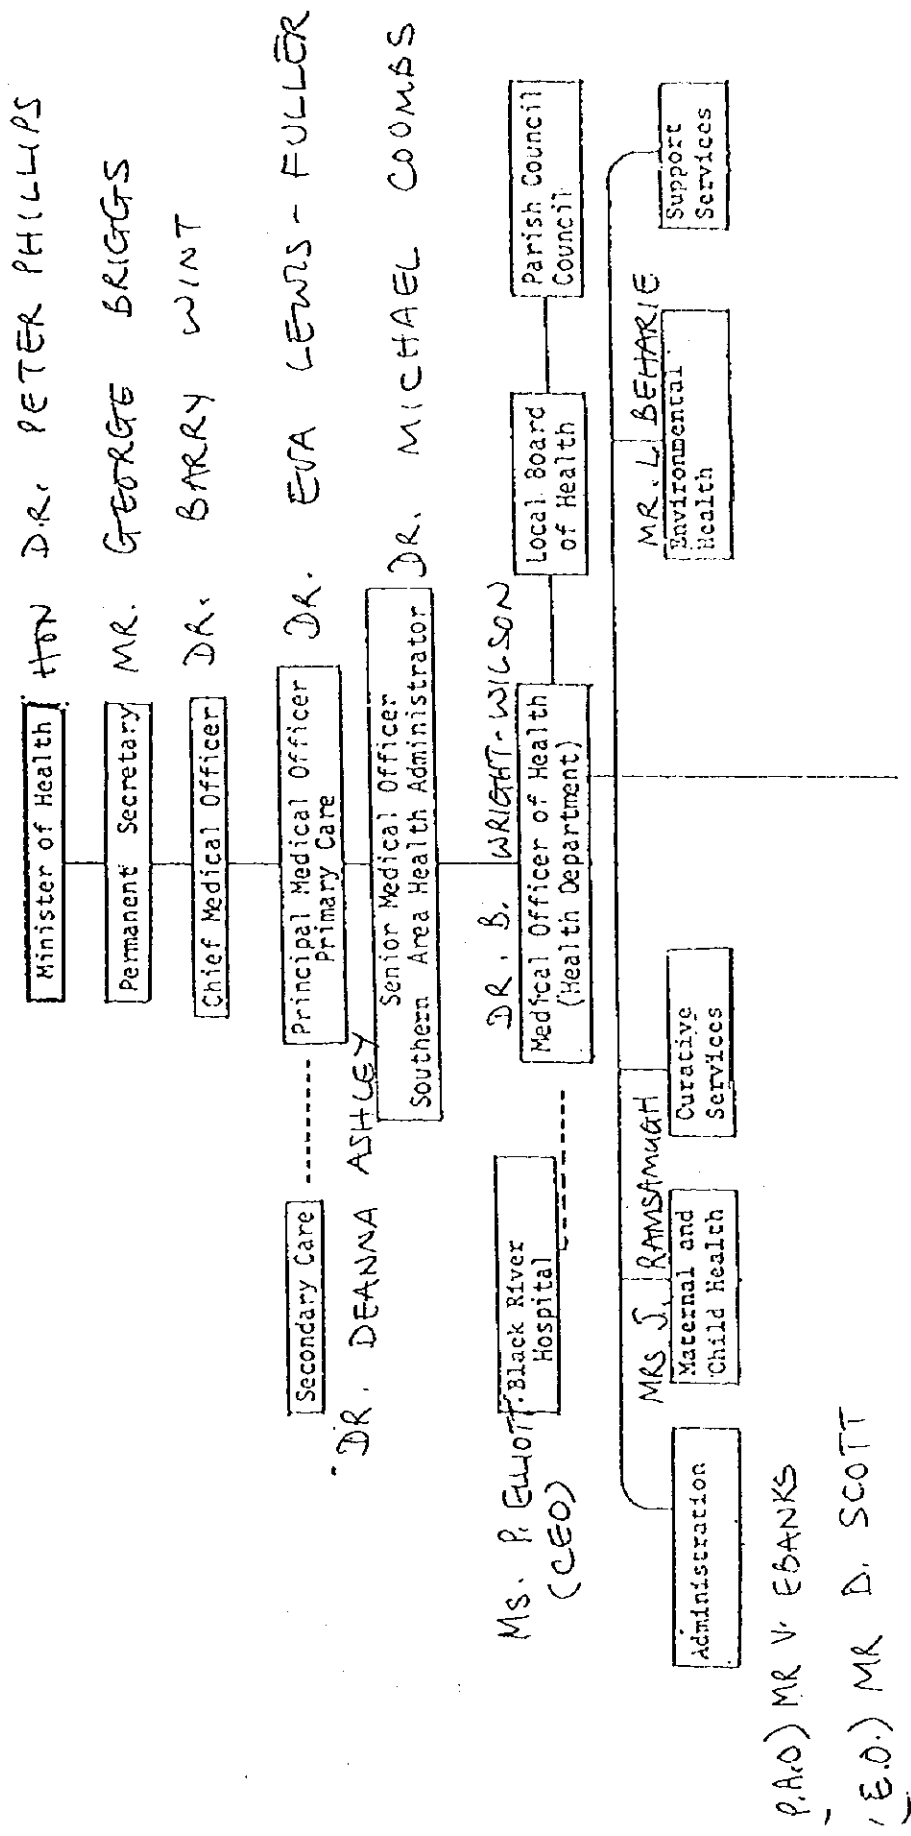 Minister of Health HON DR. PETER PHILLIPS
Permanent Secretary MR. GEORGE BRIGGS
Chief Medical Officer DR. BARRY WINT
Secondary Care
Principal Medical Officer
Primary Care
DR. EVA LEWIS-FULLER
DR. DEANNA ASHLEY
Senior Medical Officer
Southern Area Health Administrator
DR. MICHAEL COOMBS
Ms. P. ELLIOTT
(CEO)
Black River
Hospital
DR. B. WRIGHT-WILSON
Medical Officer of Health
(Health Department)
Local Board
of Health
Parish Council
Council
Administration
MRS J. RAMSAMUGH
Maternal and
Child Health
Curative
Services
MR. L. BEHARIE
Environmental
Health
Support
Services
P.A.O) MR V. EBANKS
(E.O.) MR D. SCOTT